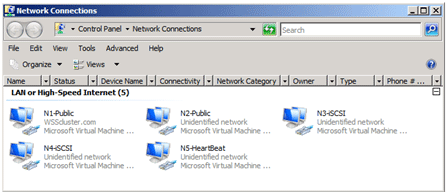 Network Connections
Control Panel
Network Connections
Search
File Edit View Tools Advanced Help
Organize Views
Name Status Device Name Connectivity Network Category Owner Type Phone # ...
LAN or High-Speed Internet (5)
N1-Public
WSScluster.com
Microsoft Virtual Machine ...
N2-Public
Unidentified network
Microsoft Virtual Machine ...
N3-iSCSI
Unidentified network
Microsoft Virtual Machine ...
N4-iSCSI
Unidentified network
Microsoft Virtual Machine ...
N5-HeartBeat
Unidentified network
Microsoft Virtual Machine ...